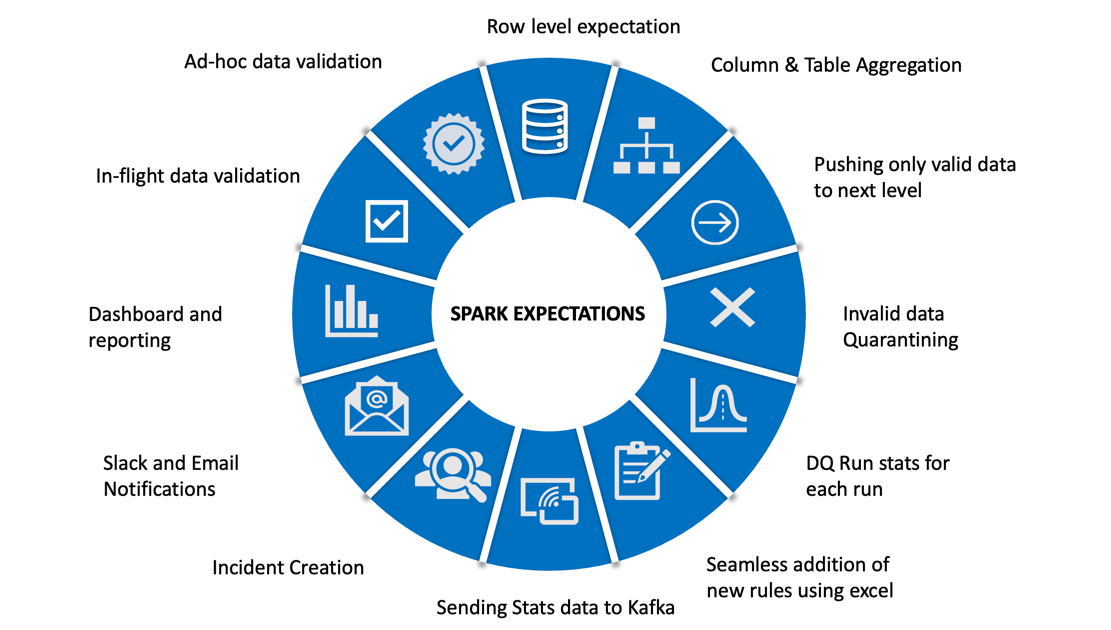 Row level expectation
Column & Table Aggregation
Pushing only valid data
to next level
Invalid data
Quarantining
DQ Run stats for
each run
Seamless addition of
new rules using excel
Sending Stats data to Kafka
Incident Creation
Slack and Email
Notifications
Dashboard and
reporting
In-flight data validation
Ad-hoc data validation
SPARK EXPECTATIONS
@